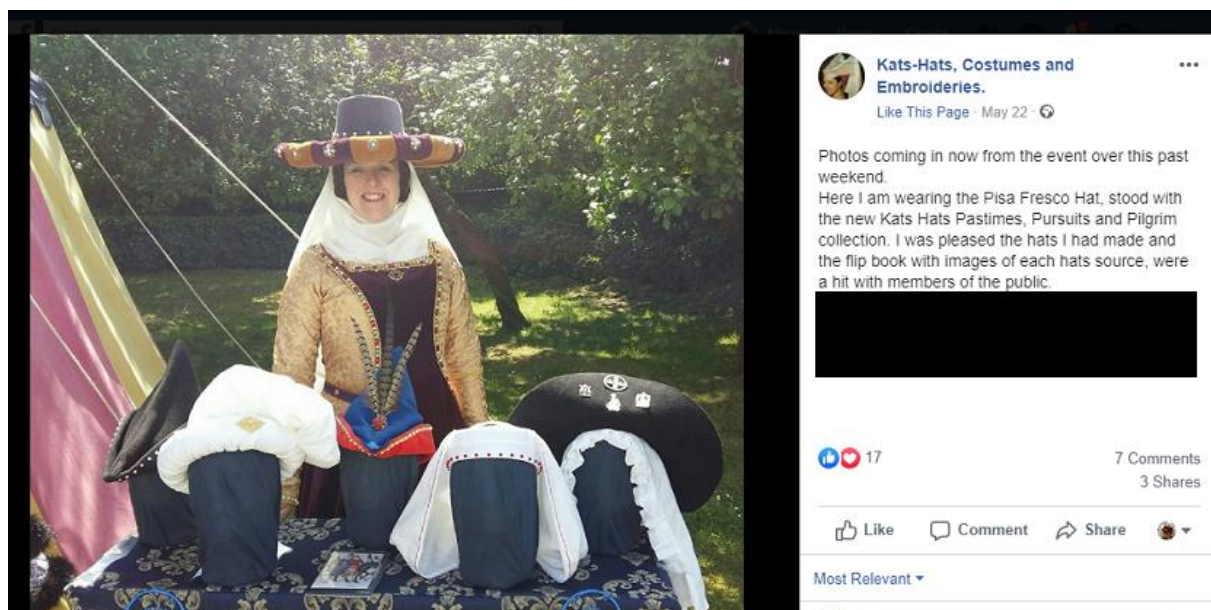 Kats-Hats, Costumes and
Embroideries.
Like This Page · May 22 ·
Photos coming in now from the event over this past
weekend.
Here I am wearing the Pisa Fresco Hat, stood with
the new Kats Hats Pastimes, Pursuits and Pilgrim
collection. I was pleased the hats I had made and
the flip book with images of each hats source, were
a hit with members of the public.
17
7 Comments
3 Shares
Like
Comment
Share
Most Relevant